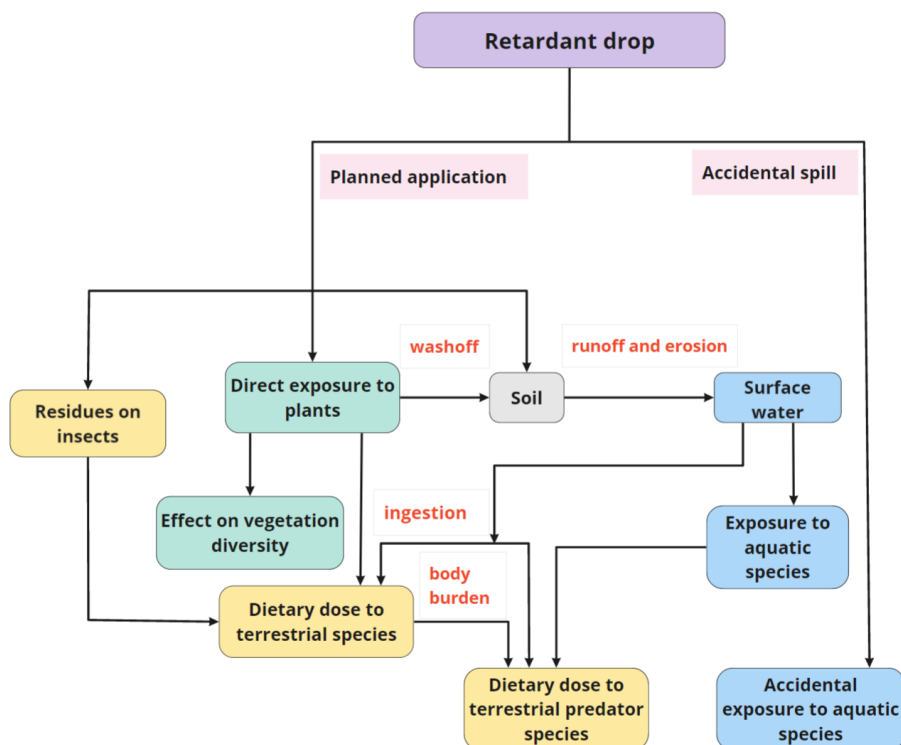 Retardant drop
Planned application
Accidental spill
washoff
runoff and erosion
Direct exposure to
plants
Soil
Surface
water
Residues on
insects
Effect on vegetation
diversity
ingestion
Exposure to
aquatic
species
body
burden
Dietary dose to
terrestrial species
Dietary dose to
terrestrial predator
species
Accidental
exposure to aquatic
species